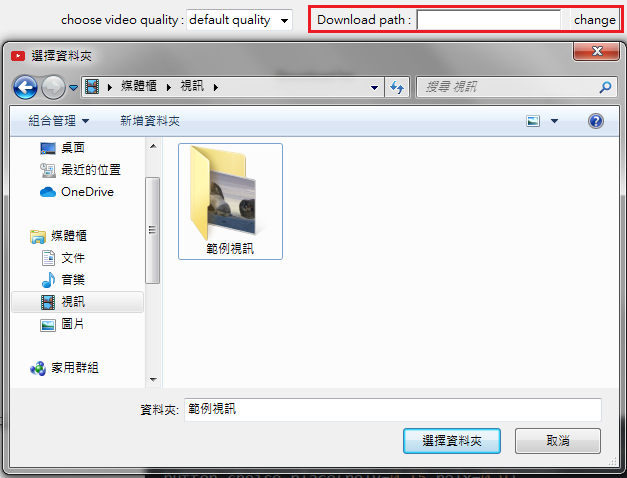 choose video quality : default quality Download path : change
選擇資料夾
媒體櫃 視訊 搜尋 視訊
組合管理 新增資料夾
桌面
最近的位置
OneDrive
媒體櫃
文件
音樂
視訊
圖片
家用群組
範例視訊
資料夾: 範例視訊
選擇資料夾 取消